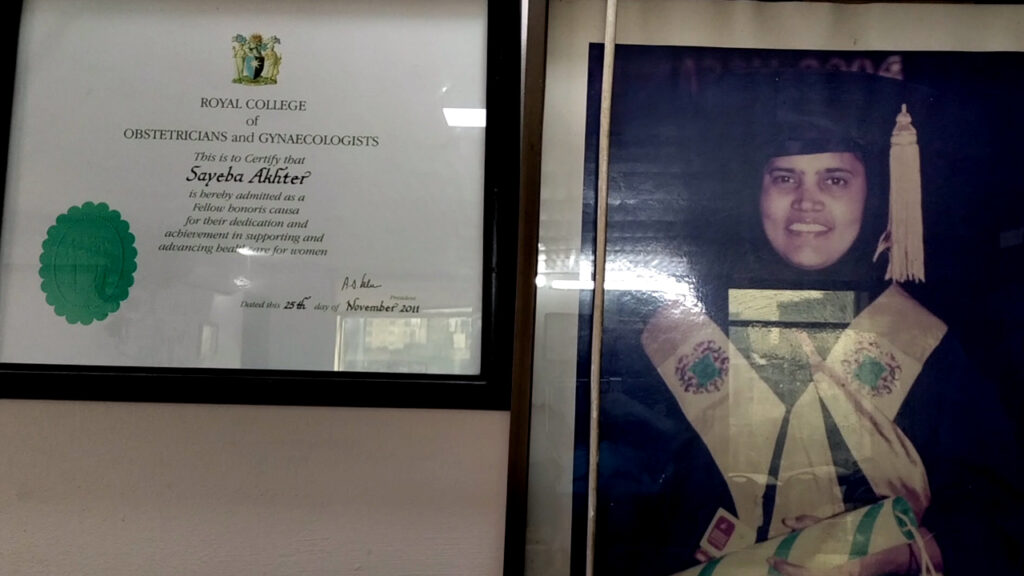 ROYAL COLLEGE
of
OBSTETRICIANS and GYNAECOLOGISTS
This is to Certify that
Sayeba Akhter
is hereby admitted as a
Fellow honoris causa
for their dedication and
achievement in supporting and
advancing healthcare for women
President
Dated this 25th day of November 2011